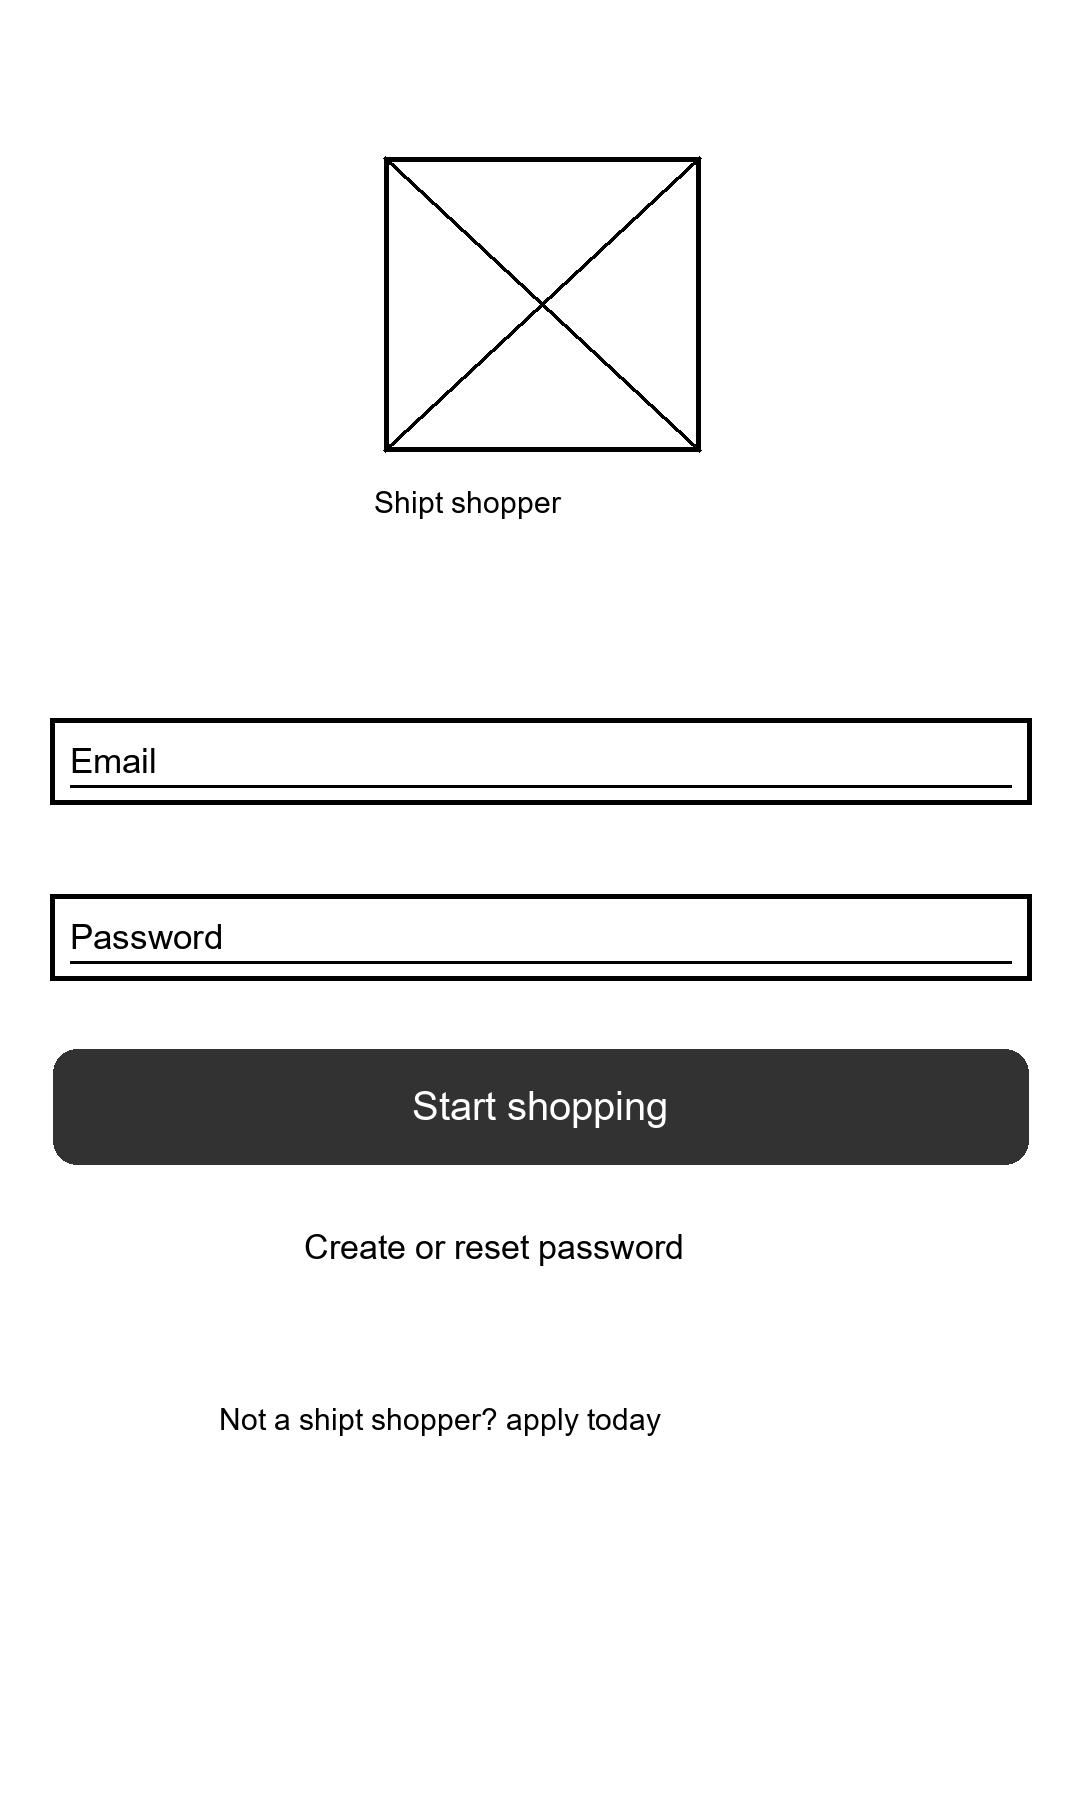 Shipt shopper
Email
Password
Start shopping
Create or reset password
Not a shipt shopper? apply today